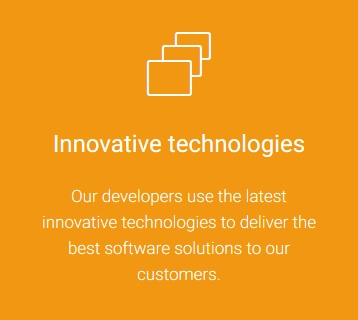 Innovative technologies
Our developers use the latest
innovative technologies to deliver the
best software solutions to our
customers.